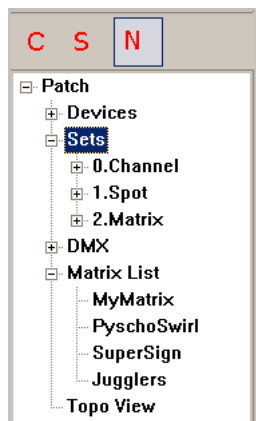 C S N
Patch
Devices
Sets
0.Channel
1.Spot
2.Matrix
DMX
Matrix List
MyMatrix
PyschoSwirl
SuperSign
Jugglers
Topo View